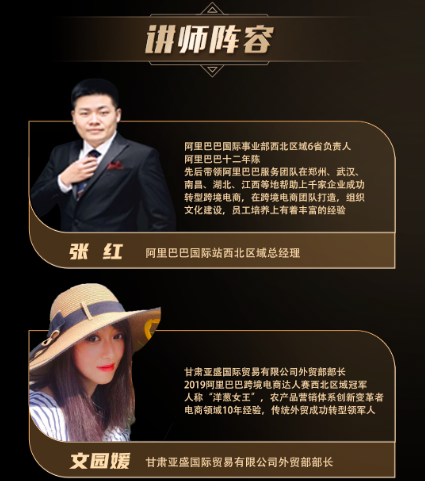 讲师阵容
阿里巴巴国际事业部西北区域6省负责人
阿里巴巴十二年陈
先后带领阿里巴巴服务团队在郑州、武汉、
南昌、湖北、江西等地帮助上千家企业成功
转型跨境电商，在跨境电商团队打造，组织
文化建设，员工培养上有着丰富的经验
张 红 阿里巴巴国际站西北区域总经理
甘肃亚盛国际贸易有限公司外贸部部长
2019阿里巴巴跨境电商达人赛西北区域冠军
人称“洋葱女王”，农产品营销体系创新变革者
电商领域10年经验，传统外贸成功转型领军人
文园媛 甘肃亚盛国际贸易有限公司外贸部部长